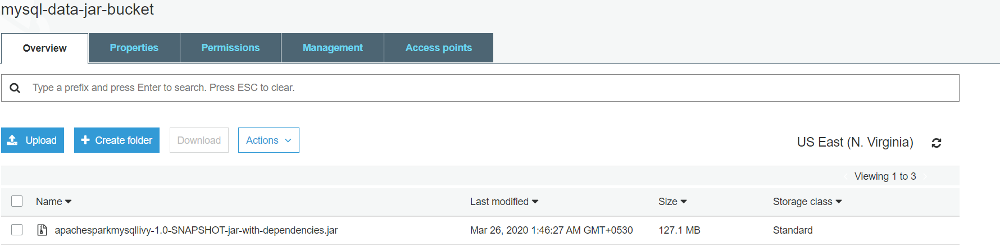 mysql-data-jar-bucket
Overview Properties Permissions Management Access points
Type a prefix and press Enter to search. Press ESC to clear.
Upload Create folder Download Actions US East (N. Virginia)
Viewing 1 to 3
Name Last modified Size Storage class
apachesparkmysqllivy-1.0-SNAPSHOT-jar-with-dependencies.jar Mar 26, 2020 1:46:27 AM GMT+0530 127.1 MB Standard